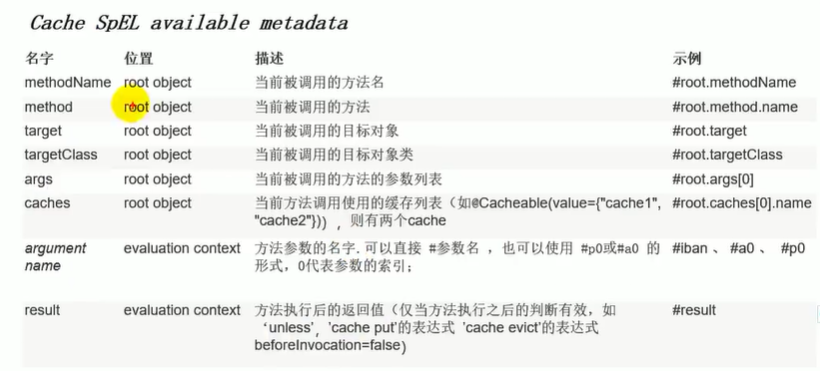 Cache SpEL available metadata
名字 位置 描述 示例
methodName root object 当前被调用的方法名 #root.methodName
method root object 当前被调用的方法 #root.method.name
target root object 当前被调用的目标对象 #root.target
targetClass root object 当前被调用的目标对象类 #root.targetClass
args root object 当前被调用的方法的参数列表 #root.args[0]
caches root object 当前方法调用使用的缓存列表（如@Cacheable(value={"cache1", #root.caches[0].name
"cache2"})），则有两个cache
argument evaluation context 方法参数的名字. 可以直接 #参数名 ，也可以使用 #p0或#a0 的 #iban 、 #a0 、 #p0
name 形式，0代表参数的索引；
result evaluation context 方法执行后的返回值（仅当方法执行之后的判断有效，如 #result
‘unless’，'cache put'的表达式 'cache evict'的表达式
beforeInvocation=false）